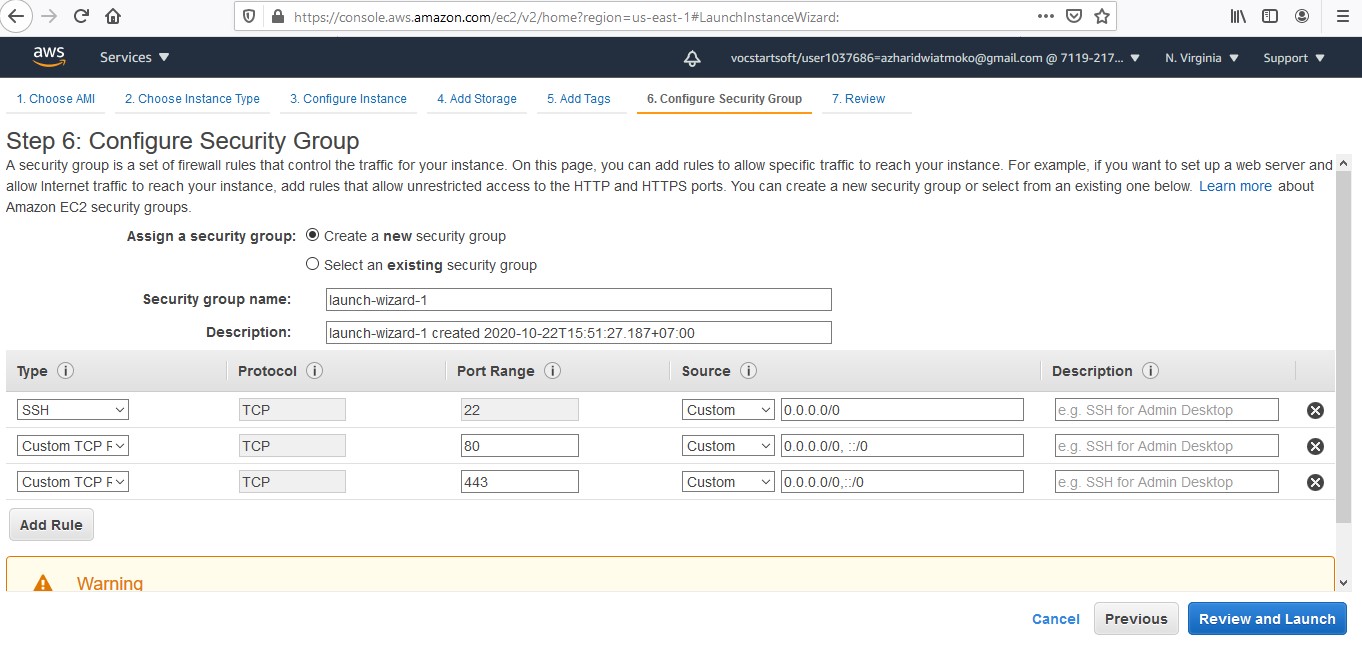 https://console.aws.amazon.com/ec2/v2/home?region=us-east-1#LaunchInstanceWizard:
aws Services vocstartsoft/user1037686=azharidwiatmoko@gmail.com @ 7119-217... N. Virginia Support
1. Choose AMI 2. Choose Instance Type 3. Configure Instance 4. Add Storage 5. Add Tags 6. Configure Security Group 7. Review
Step 6: Configure Security Group
A security group is a set of firewall rules that control the traffic for your instance. On this page, you can add rules to allow specific traffic to reach your instance. For example, if you want to set up a web server and
allow Internet traffic to reach your instance, add rules that allow unrestricted access to the HTTP and HTTPS ports. You can create a new security group or select from an existing one below. Learn more about
Amazon EC2 security groups.
Assign a security group: Create a new security group
Select an existing security group
Security group name: launch-wizard-1
Description: launch-wizard-1 created 2020-10-22T15:51:27.187+07:00
Type i Protocol i Port Range i Source i Description i
SSH TCP 22 Custom 0.0.0.0/0 e.g. SSH for Admin Desktop
Custom TCP F TCP 80 Custom 0.0.0.0/0, ::/0 e.g. SSH for Admin Desktop
Custom TCP F TCP 443 Custom 0.0.0.0/0,::/0 e.g. SSH for Admin Desktop
Add Rule
Warning
Cancel Previous Review and Launch